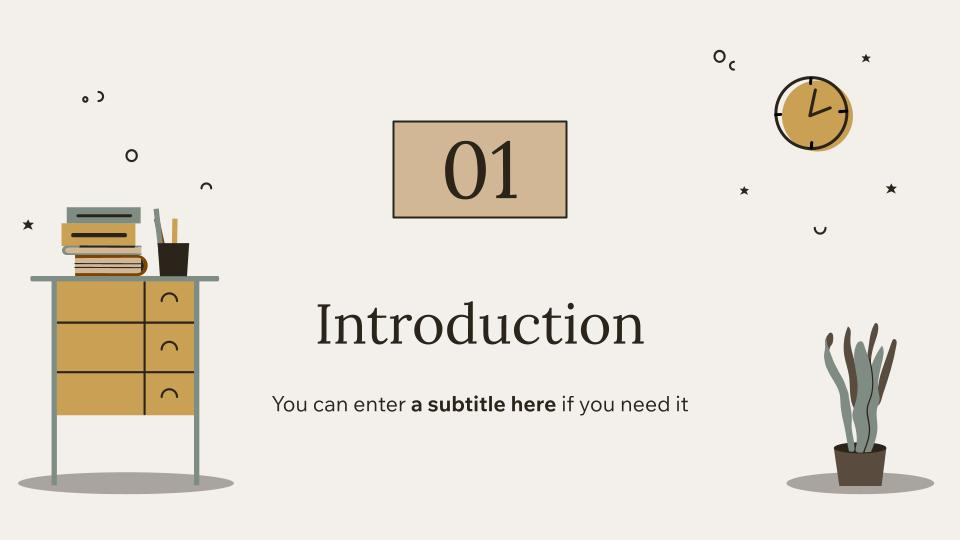 01
Introduction
You can enter a subtitle here if you need it